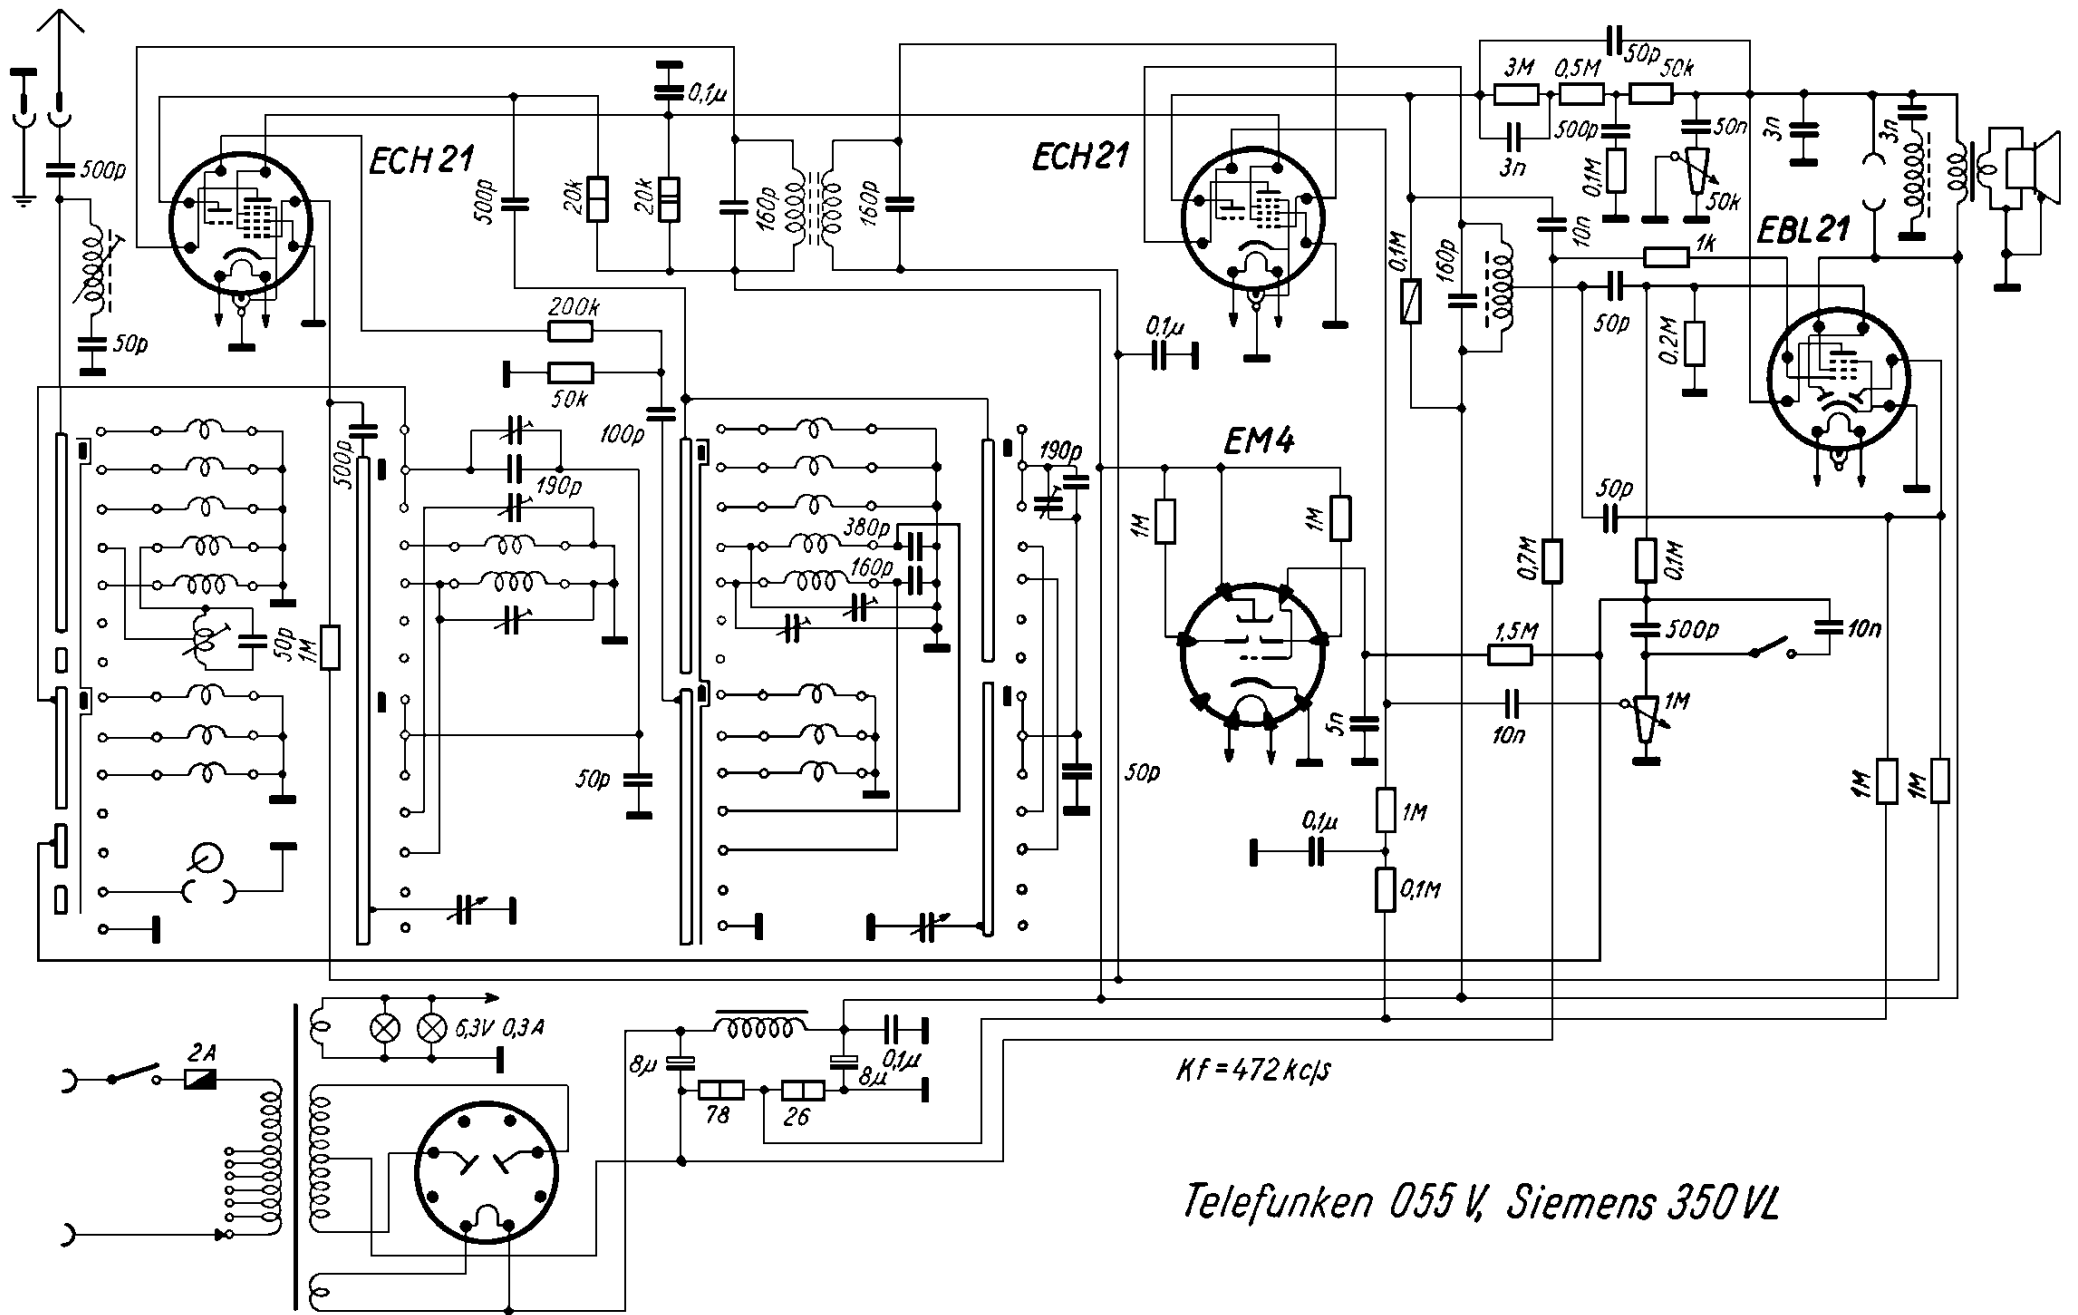 50p
3M
0,5M
50k
0,1µ
3n
500p
50n
3n
3n
ECH 21
ECH21
500p
500p
20k
20k
160p
160p
0,1M
50k
10n
EBL21
1k
0,1M
160p
200k
0,1µ
50p
50p
0,2M
50k
100p
EM4
500p
190p
190p
50p
380p
1M
1M
160p
0,7M
0,1M
50p
1M
1,5M
500p
10n
1M
5n
10n
50p
50p
1M
1M
1M
0,1µ
0,1M
6,3V 0,3A
2A
8µ
0,1µ
8µ
Kf=472 kc/s
78
26
Telefunken 055 V, Siemens 350 VL